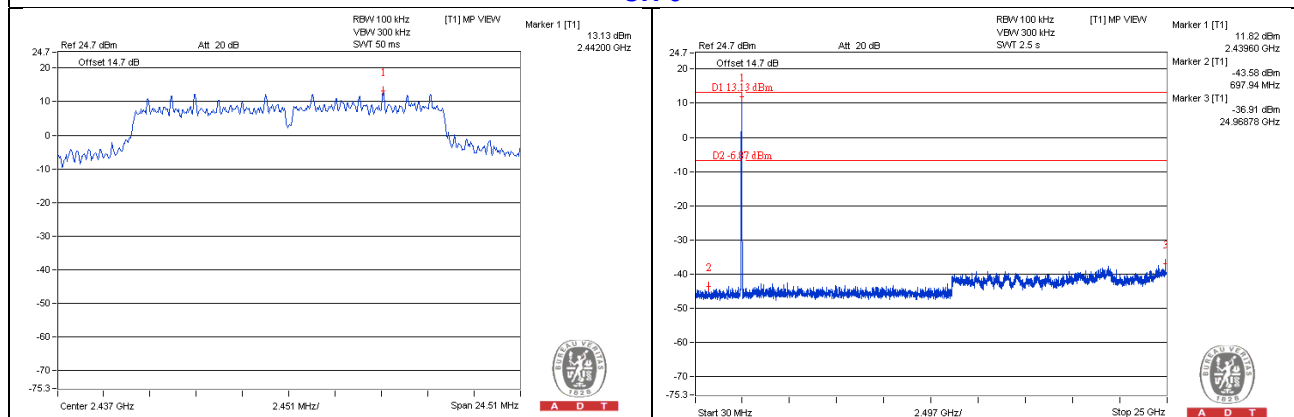 RBW 100 kHz
[T1] MP VIEW
VBW 300 kHz
Ref 24.7 dBm
Att 20 dB
SWT 50 ms
Marker 1 [T1]
13.13 dBm
2.44200 GHz
24.7
Offset 14.7 dB
1
20
10
0
-10
-20
-30
-40
-50
-60
-70
-75.3
Center 2.437 GHz
2.451 MHz/
Span 24.51 MHz
BUREAU VERITAS
1828
A D T
RBW 100 kHz
[T1] MP VIEW
VBW 300 kHz
Ref 24.7 dBm
Att 20 dB
SWT 2.5 s
Marker 1 [T1]
11.82 dBm
2.43960 GHz
Marker 2 [T1]
-43.58 dBm
697.94 MHz
Marker 3 [T1]
-36.91 dBm
24.96878 GHz
24.7
Offset 14.7 dB
1
20
D1 13.13 dBm
10
0
D2 -6.87 dBm
-10
-20
-30
3
2
-40
-50
-60
-70
-75.3
Start 30 MHz
2.497 GHz/
Stop 25 GHz
BUREAU VERITAS
1828
A D T